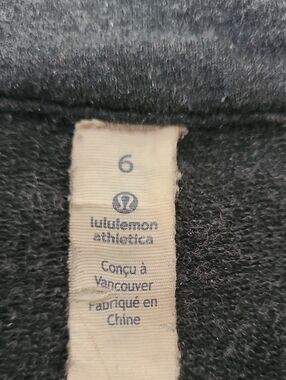 6
lululemon
athletica
Conçu à
Vancouver
Fabriqué en
Chine